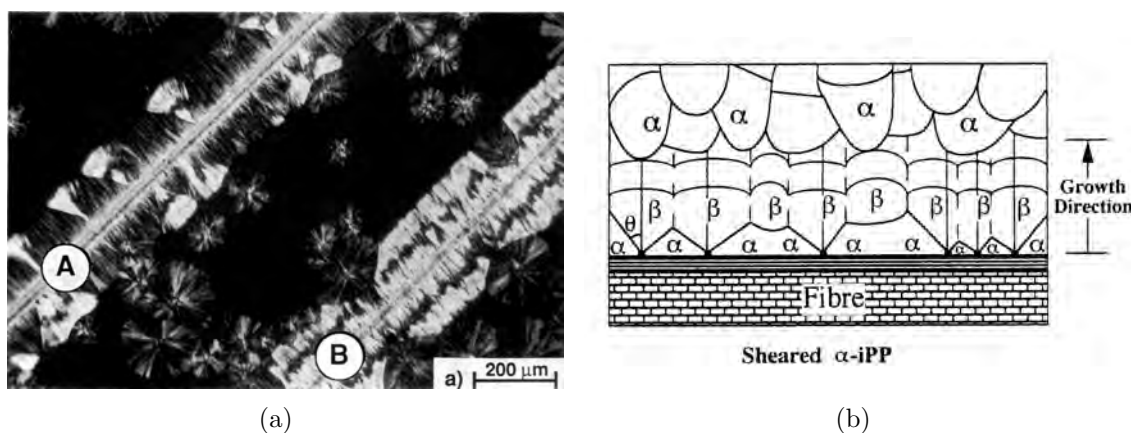 A
B
a) 200 μm
(a)
α α α α
β β β β β β β β
θ
α α α α α α α
Growth
Direction
Fibre
Sheared α-iPP
(b)